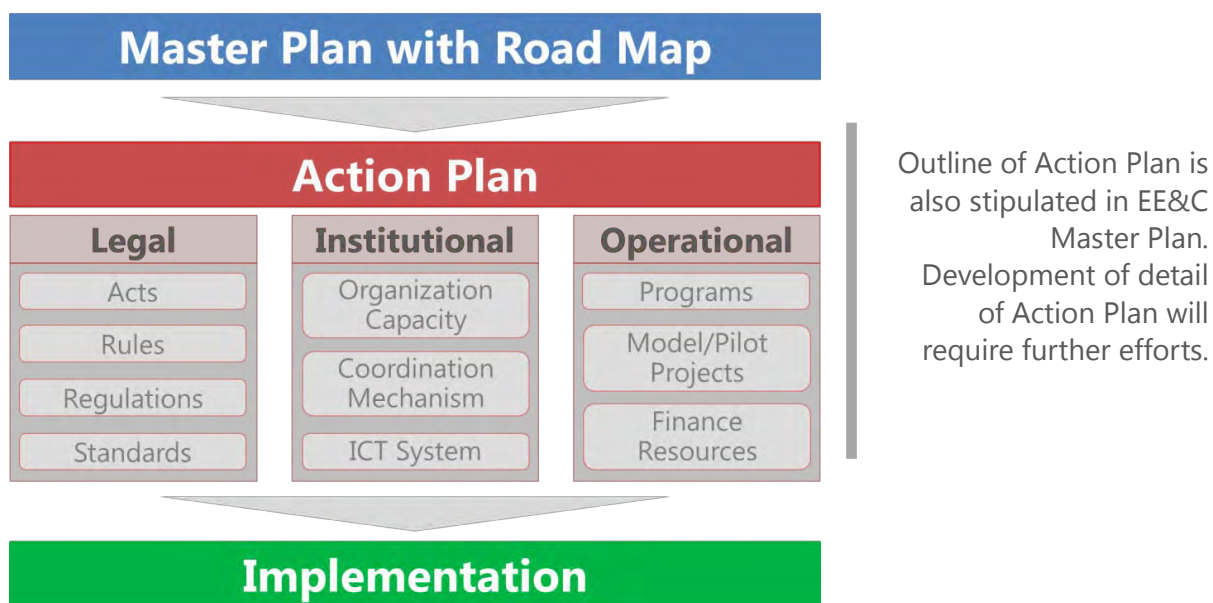 Master Plan with Road Map
Action Plan
Legal
Acts
Rules
Regulations
Standards
Institutional
Organization
Capacity
Coordination
Mechanism
ICT System
Operational
Programs
Model/Pilot
Projects
Finance
Resources
Implementation
Outline of Action Plan is
also stipulated in EE&C
Master Plan.
Development of detail
of Action Plan will
require further efforts.